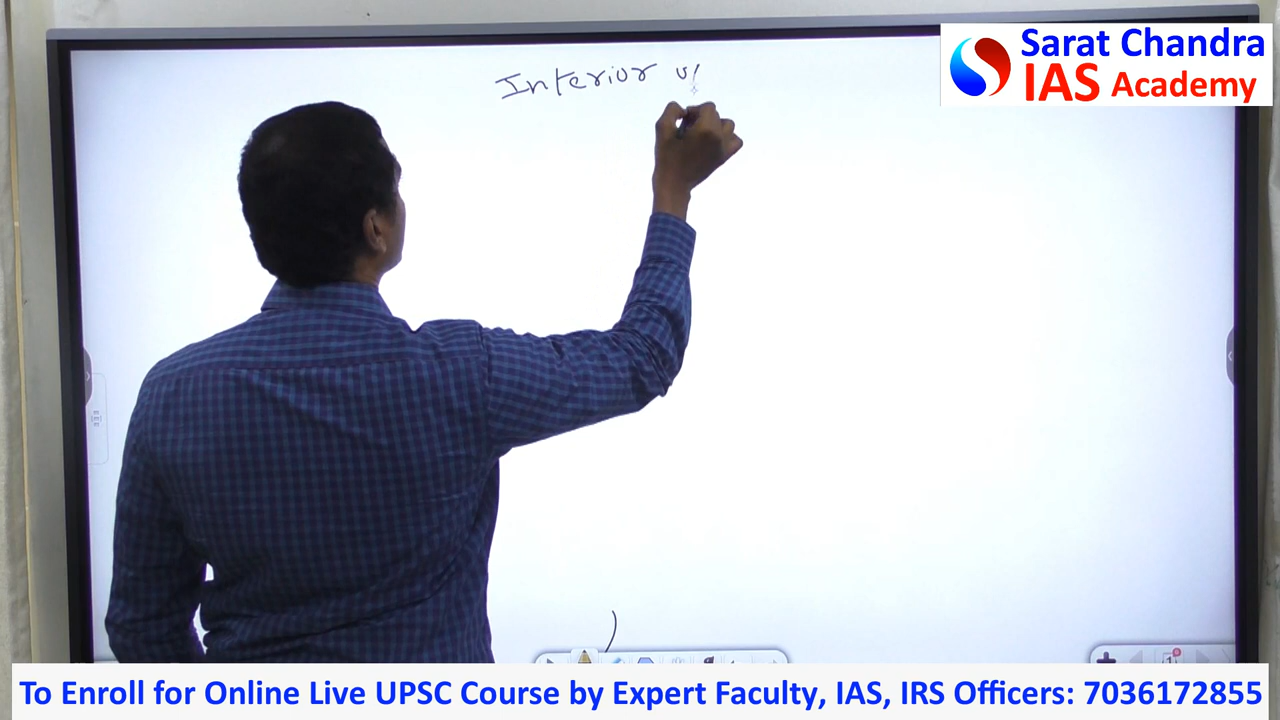 Sarat Chandra
IAS Academy
Interior
To Enroll for Online Live UPSC Course by Expert Faculty, IAS, IRS Officers: 7036172855